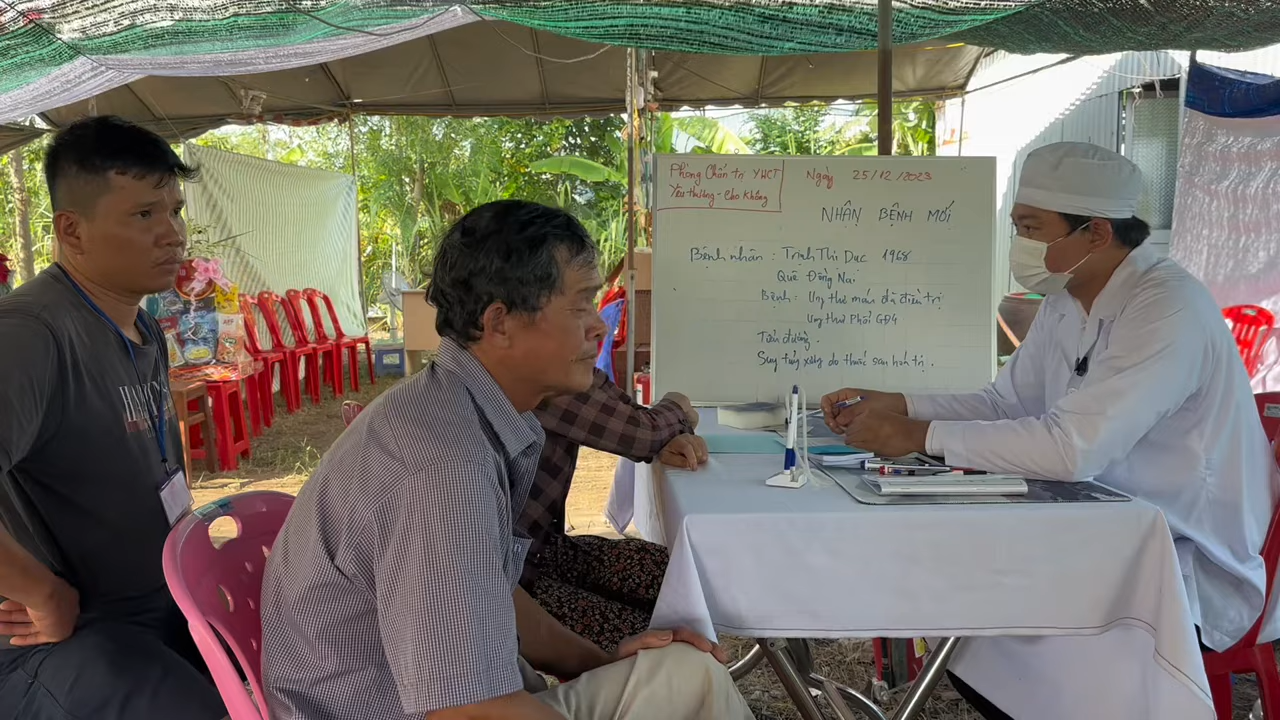 Phòng Chẩn trị YHCT
Yêu thương - Cho Không
Ngày 25/12/2023
NHẬN BỆNH MỚI
Bệnh nhân : Trịnh Thị Dục 1968
Quê Đồng Nai
Bệnh : Ung thư máu đã điều trị
Ung thư Phổi GĐ4
Tiểu đường.
Suy tủy xương do thuốc sau hóa trị.